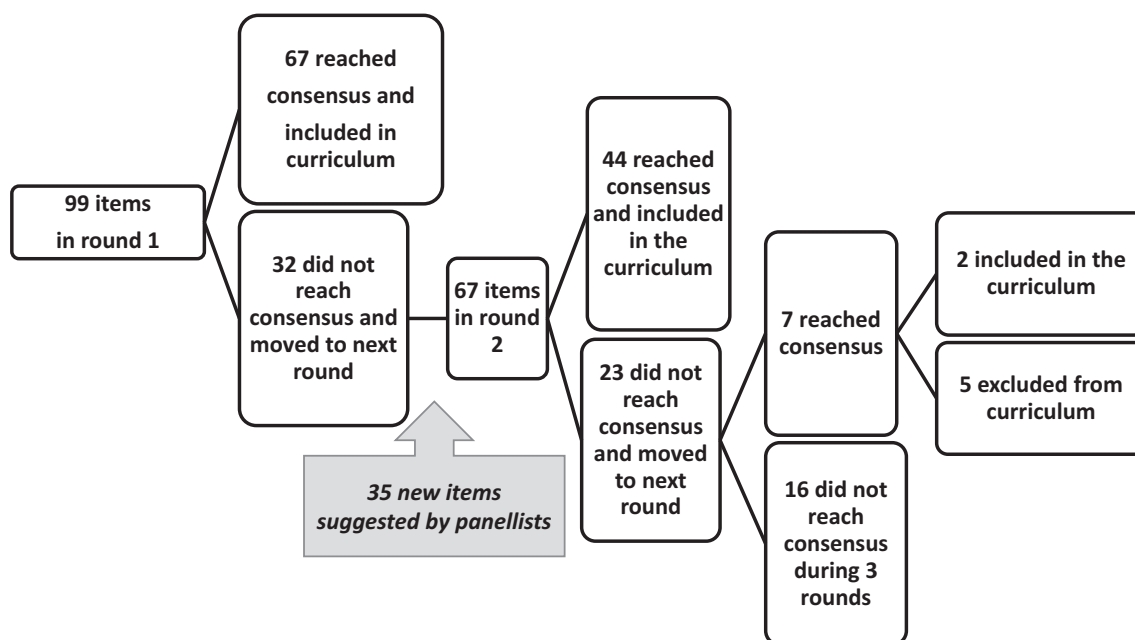 99 items
in round 1
67 reached
consensus and
included in
curriculum
32 did not
reach
consensus and
moved to next
round
35 new items
suggested by panellists
67 items
in round
2
44 reached
consensus
and included
in the
curriculum
23 did not
reach
consensus
and moved
to next
round
7 reached
consensus
16 did not
reach
consensus
during 3
rounds
2 included in the
curriculum
5 excluded from
curriculum